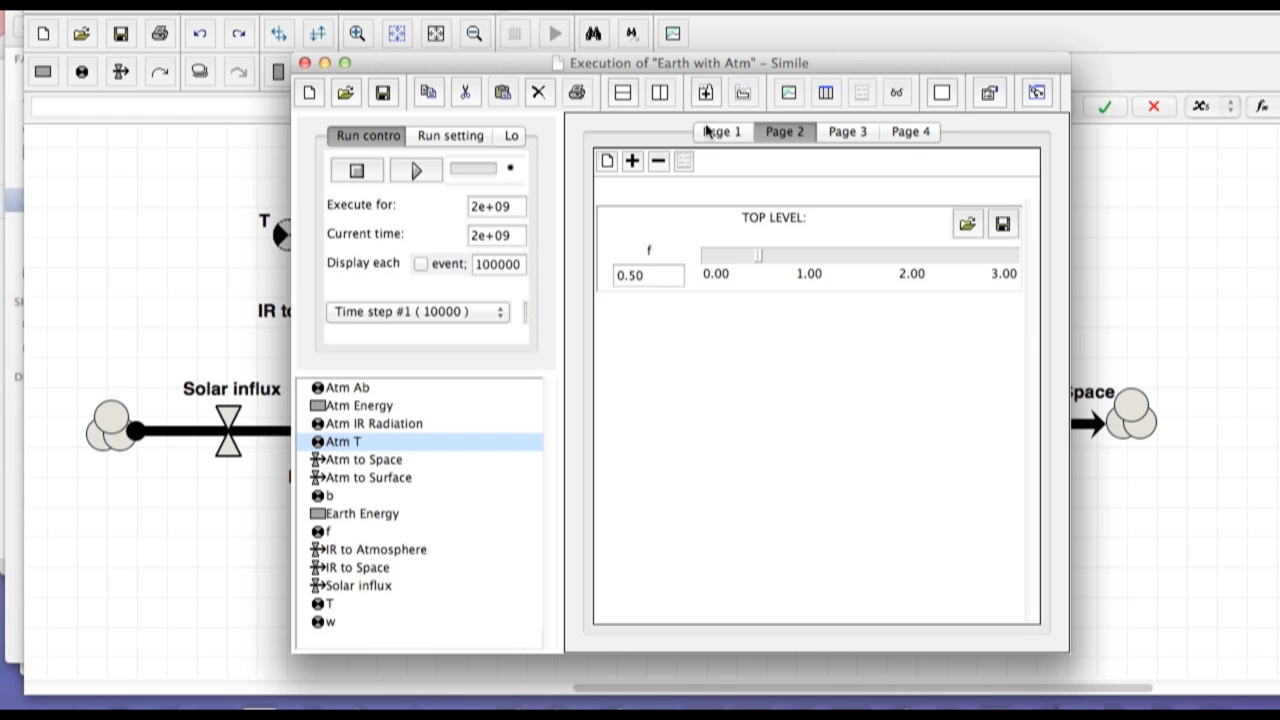 Execution of "Earth with Atm" – Simile
Run contro Run setting Lo
Execute for: 2e+09
Current time: 2e+09
Display each event; 100000
Time step #1 ( 10000 )
Atm Ab
Atm Energy
Atm IR Radiation
Atm T
Atm to Space
Atm to Surface
b
Earth Energy
f
IR to Atmosphere
IR to Space
Solar influx
T
w
Page 2 Page 3 Page 4
TOP LEVEL:
f
0.50
0.00 1.00 2.00 3.00
T
IR to
Solar influx
Space